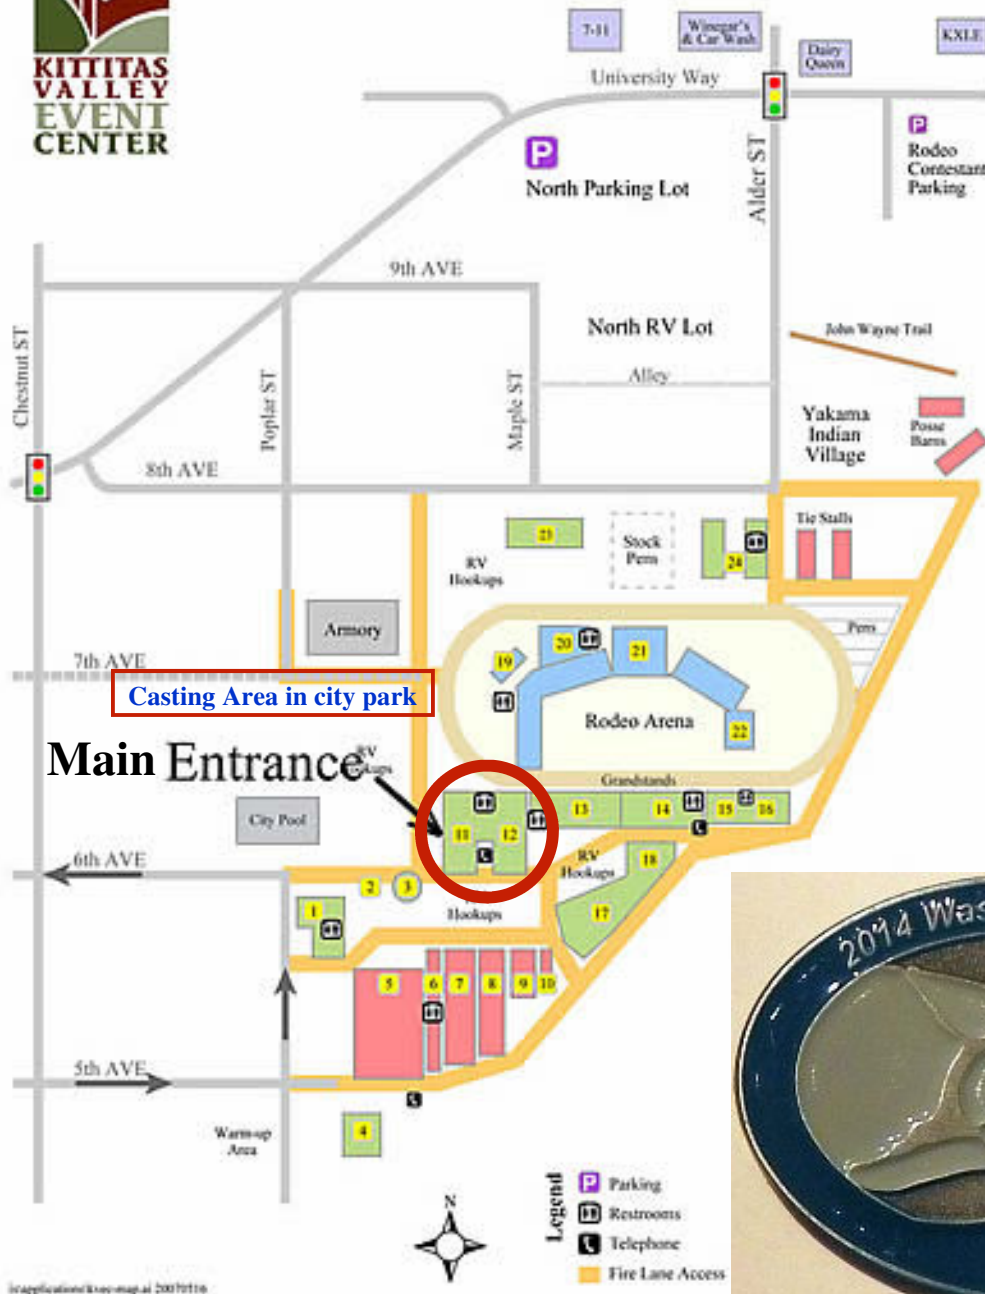 KITTITAS
VALLEY
EVENT
CENTER
7-11
Winegar's
& Car Wash
Dairy
Queen
KXLE
University Way
P
North Parking Lot
Alder ST
P
Rodeo
Contestant
Parking
9th AVE
Chestnut ST
Poplar ST
Maple ST
North RV Lot
Alley
John Wayne Trail
Yakama
Indian
Village
Posse
Barns
8th AVE
23
RV
Hookups
Stock
Pens
24
Tie Stalls
Armory
Pens
7th AVE
Casting Area in city park
19
20
21
22
Rodeo Arena
Main Entrance
RV
Hookups
Grandstands
City Pool
11
12
13
14
15
16
6th AVE
1
2
3
Hookups
RV
Hookups
18
17
5
6
7
8
9
10
5th AVE
4
Warm-up
Area
N
Legend
P Parking
Restrooms
Telephone
Fire Lane Access
2014 Was